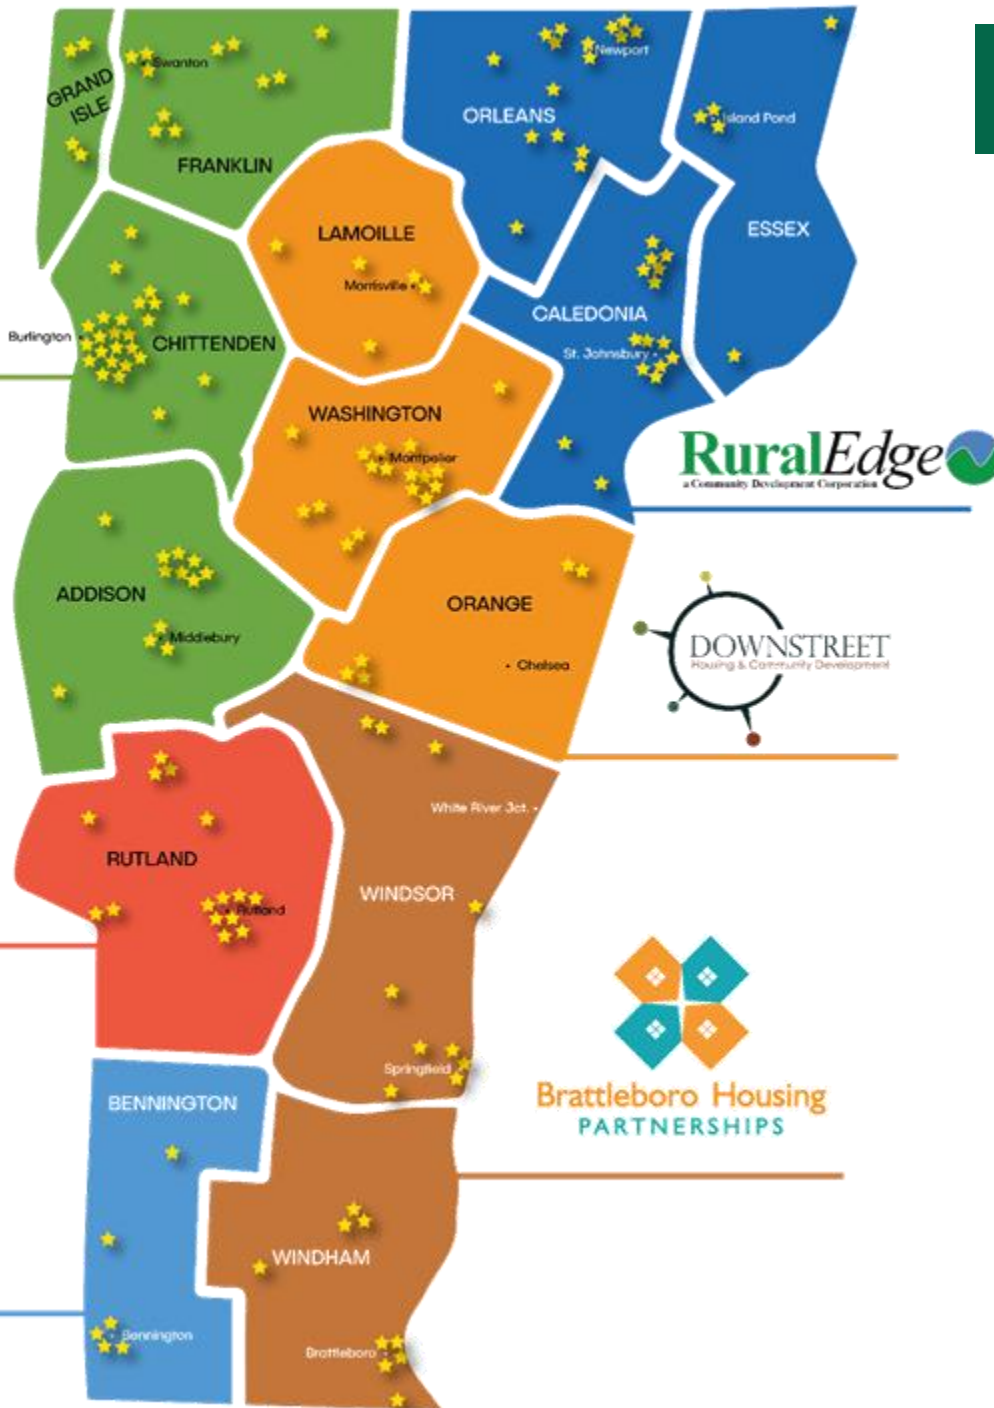 GRAND
ISLE
Swanton
FRANKLIN
Newport
ORLEANS
Island Pond
ESSEX
LAMOILLE
Morrisville
CALEDONIA
St. Johnsbury
Burlington
CHITTENDEN
WASHINGTON
Montpelier
RuralEdge
a Community Development Corporation
ADDISON
Middlebury
ORANGE
Chelsea
DOWNSTREET
Housing & Community Development
White River Jct.
RUTLAND
Rutland
WINDSOR
Springfield
Brattleboro Housing
PARTNERSHIPS
BENNINGTON
WINDHAM
Bennington
Brattleboro